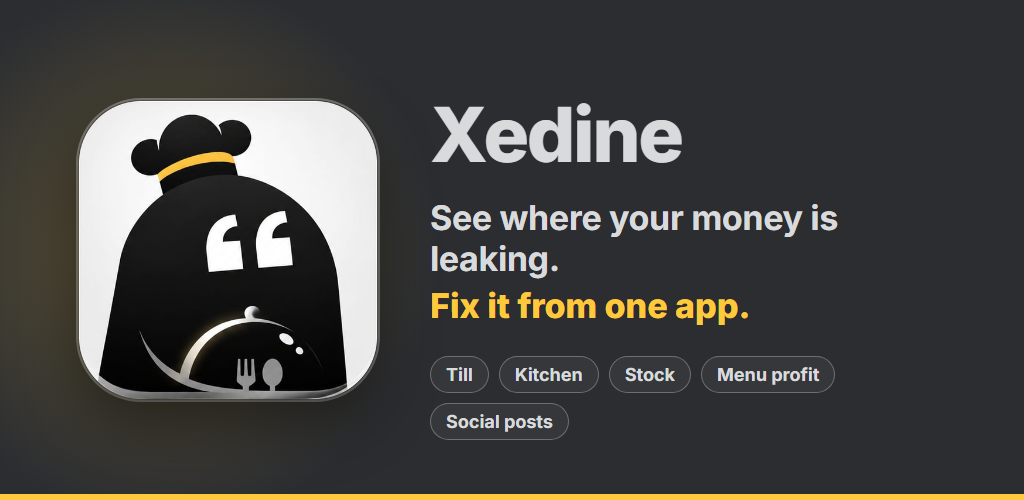 Xedine
See where your money is
leaking.
Fix it from one app.
Till Kitchen Stock Menu profit
Social posts